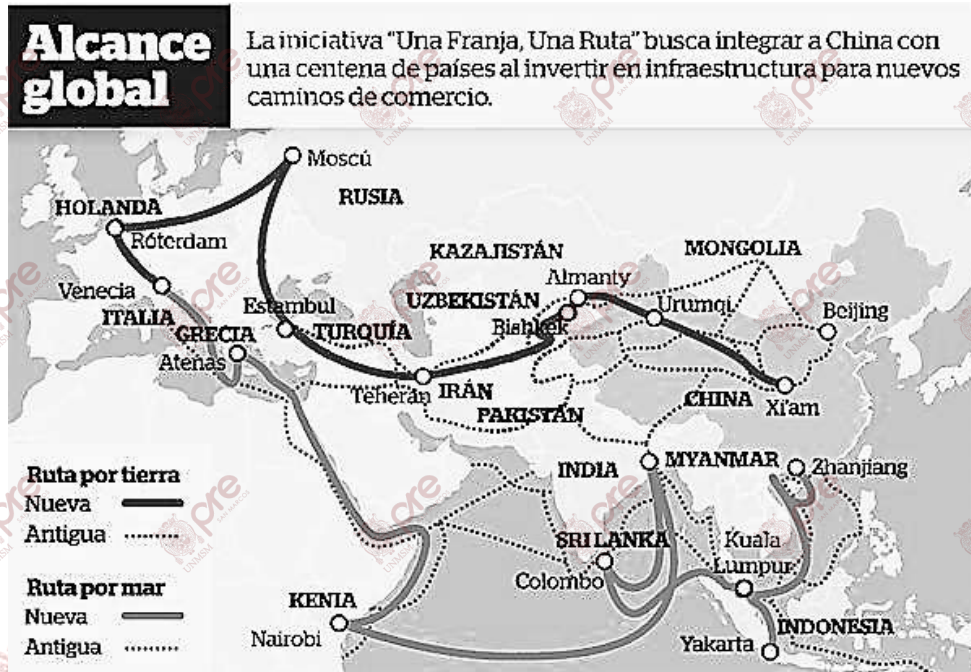 Alcance
global
La iniciativa "Una Franja, Una Ruta" busca integrar a China con
una centena de países al invertir en infraestructura para nuevos
caminos de comercio.
Moscú
RUSIA
HOLANDA
Róterdam
KAZAJISTÁN
MONGOLIA
Almanty
Venecia
UZBEKISTÁN
Urumqi
Beijing
Estambul
ITALIA
TURQUÍA
Bishkek
GRECIA
Atenas
Teherán
IRÁN
CHINA
Xi'am
PAKISTÁN
INDIA
MYANMAR
Zhanjiang
Ruta por tierra
Nueva
Antigua
SRI LANKA
Colombo
Kuala
Lumpur
Ruta por mar
Nueva
Antigua
KENIA
Nairobi
INDONESIA
Yakarta
pre
UNMSM